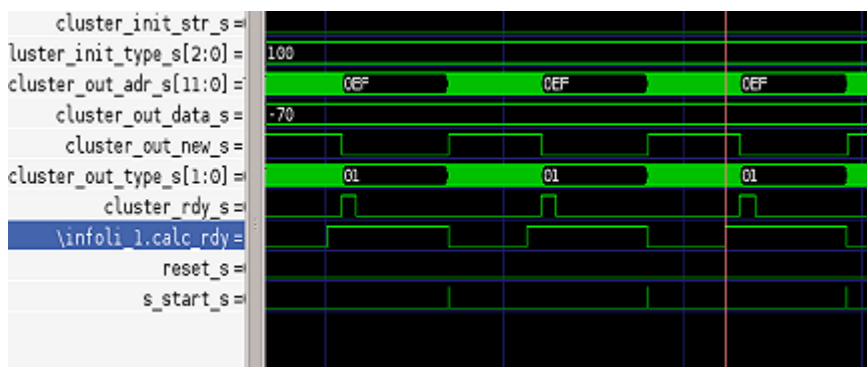 cluster_init_str_s =
luster_init_type_s[2:0] = 100
cluster_out_adr_s[11:0] = 0EF 0EF 0EF
cluster_out_data_s = -70
cluster_out_new_s =
cluster_out_type_s[1:0] = 01 01 01
cluster_rdy_s =
\infoli_1.calc_rdy =
reset_s =
s_start_s =